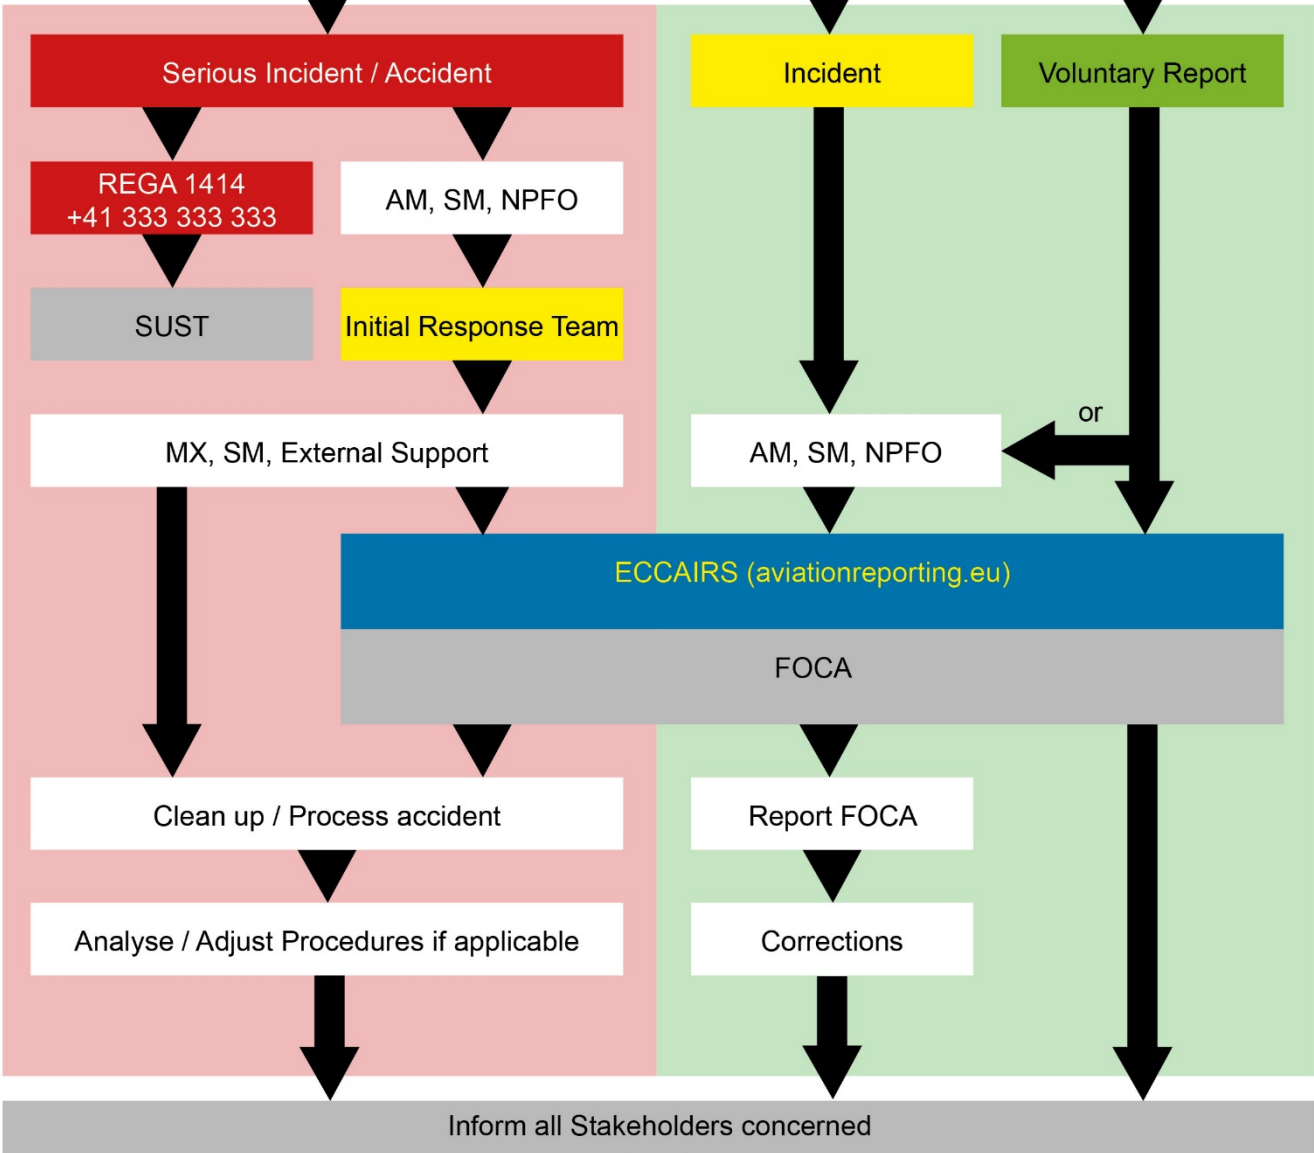 Serious Incident / Accident
Incident
Voluntary Report
REGA 1414
+41 333 333 333
AM, SM, NPFO
SUST
Initial Response Team
or
MX, SM, External Support
AM, SM, NPFO
ECCAIRS (aviationreporting.eu)
FOCA
Clean up / Process accident
Report FOCA
Analyse / Adjust Procedures if applicable
Corrections
Inform all Stakeholders concerned